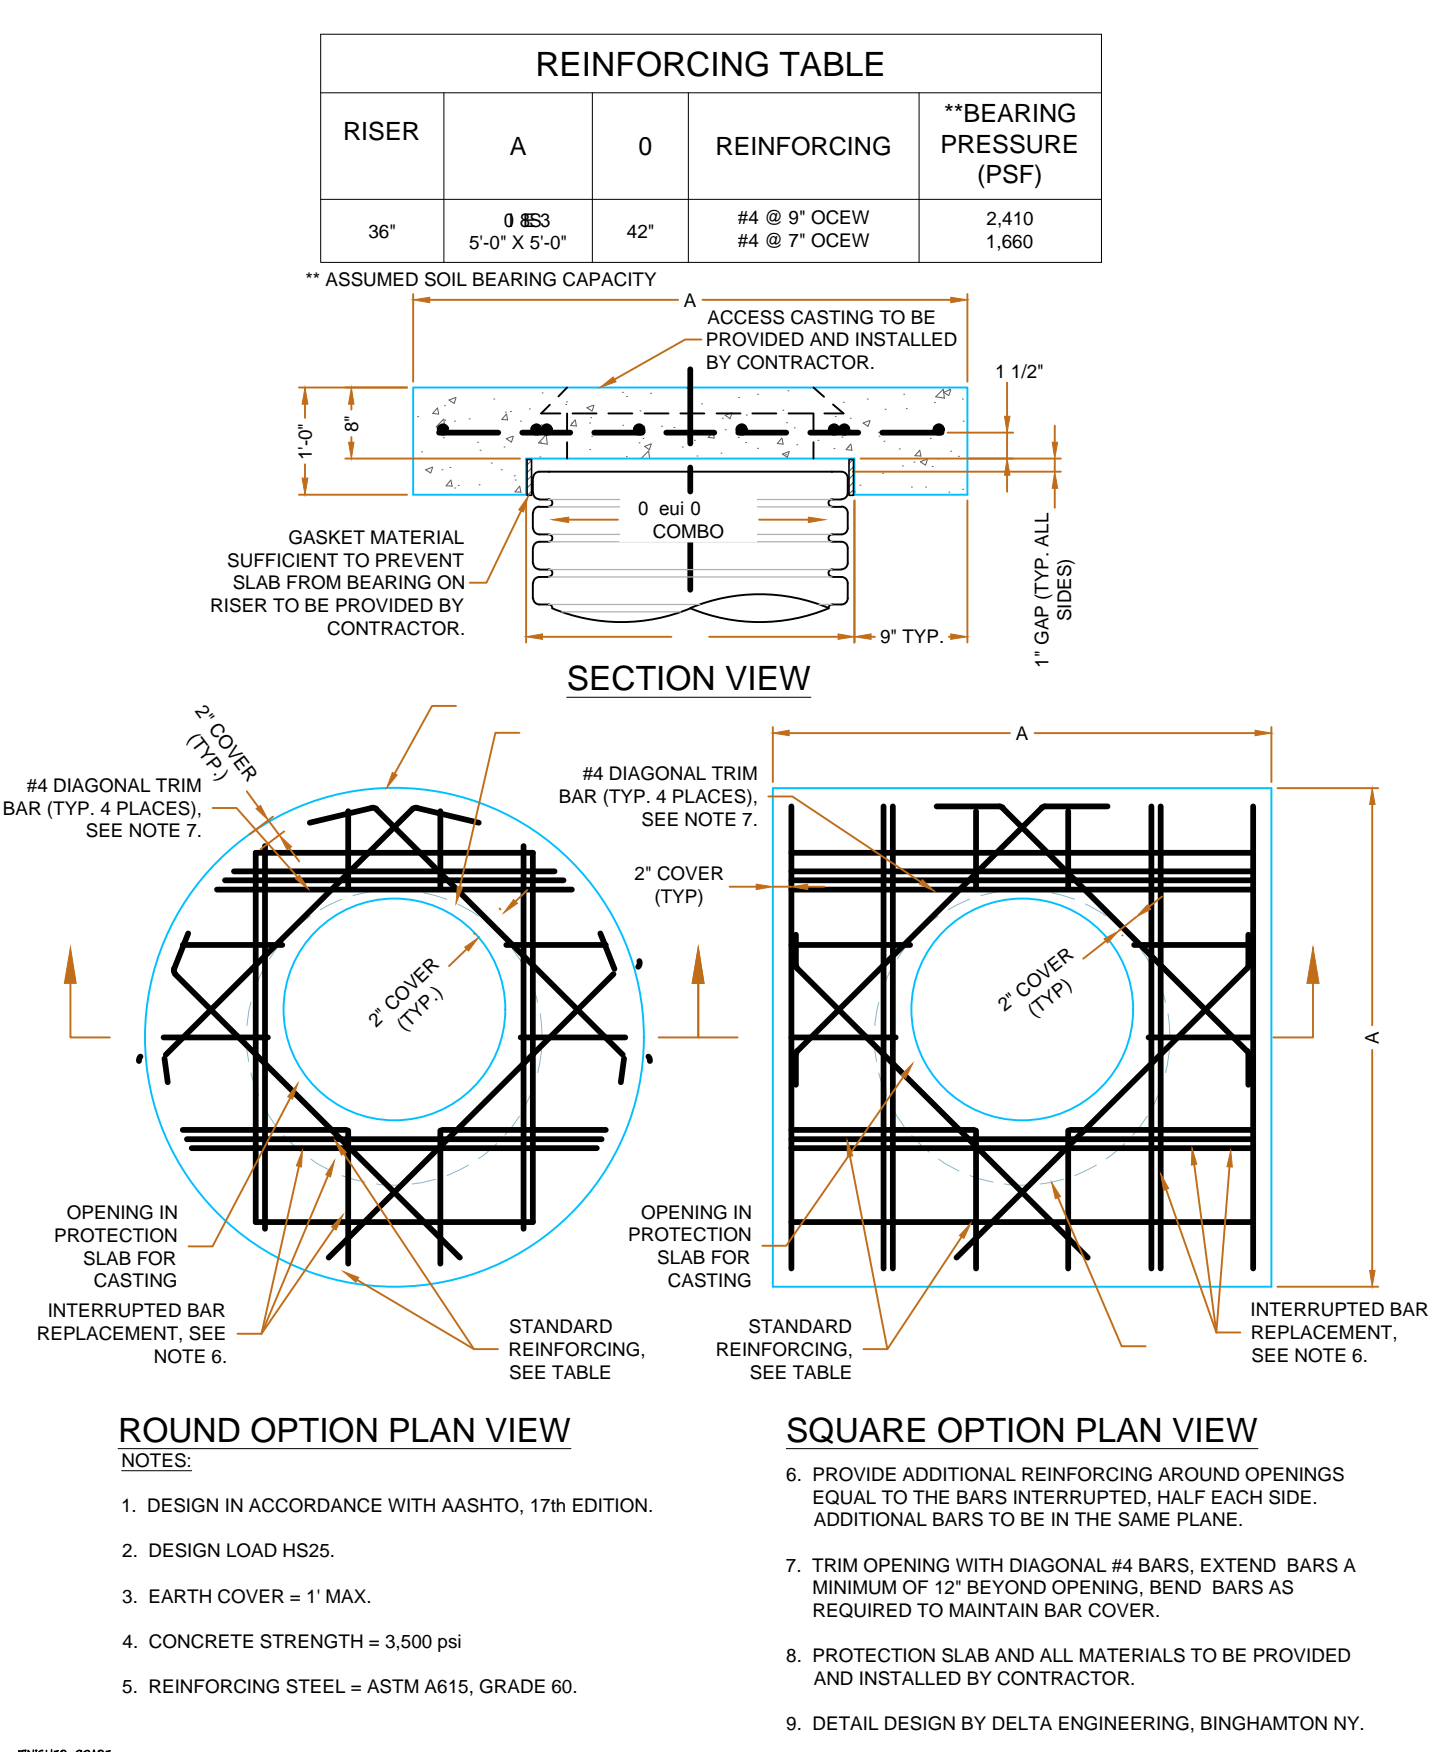 REINFORCING TABLE
RISER
A
0
REINFORCING
**BEARING
PRESSURE
(PSF)
36"
5'-0" X 5'-0"
42"
#4 @ 9" OCEW
#4 @ 7" OCEW
2,410
1,660
** ASSUMED SOIL BEARING CAPACITY
A
ACCESS CASTING TO BE
PROVIDED AND INSTALLED
BY CONTRACTOR.
1 1/2"
1'-0"
8"
0 eui 0
COMBO
GASKET MATERIAL
SUFFICIENT TO PREVENT
SLAB FROM BEARING ON
RISER TO BE PROVIDED BY
CONTRACTOR.
1" GAP (TYP. ALL
SIDES)
9" TYP.
SECTION VIEW
2" COVER
(TYP.)
#4 DIAGONAL TRIM
BAR (TYP. 4 PLACES),
SEE NOTE 7.
2" COVER
(TYP.)
OPENING IN
PROTECTION
SLAB FOR
CASTING
INTERRUPTED BAR
REPLACEMENT, SEE
NOTE 6.
STANDARD
REINFORCING,
SEE TABLE
A
#4 DIAGONAL TRIM
BAR (TYP. 4 PLACES),
SEE NOTE 7.
2" COVER
(TYP)
2" COVER
(TYP)
A
OPENING IN
PROTECTION
SLAB FOR
CASTING
STANDARD
REINFORCING,
SEE TABLE
INTERRUPTED BAR
REPLACEMENT,
SEE NOTE 6.
ROUND OPTION PLAN VIEW
SQUARE OPTION PLAN VIEW
NOTES:
1. DESIGN IN ACCORDANCE WITH AASHTO, 17th EDITION.
2. DESIGN LOAD HS25.
3. EARTH COVER = 1' MAX.
4. CONCRETE STRENGTH = 3,500 psi
5. REINFORCING STEEL = ASTM A615, GRADE 60.
6. PROVIDE ADDITIONAL REINFORCING AROUND OPENINGS
EQUAL TO THE BARS INTERRUPTED, HALF EACH SIDE.
ADDITIONAL BARS TO BE IN THE SAME PLANE.
7. TRIM OPENING WITH DIAGONAL #4 BARS, EXTEND BARS A
MINIMUM OF 12" BEYOND OPENING, BEND BARS AS
REQUIRED TO MAINTAIN BAR COVER.
8. PROTECTION SLAB AND ALL MATERIALS TO BE PROVIDED
AND INSTALLED BY CONTRACTOR.
9. DETAIL DESIGN BY DELTA ENGINEERING, BINGHAMTON NY.